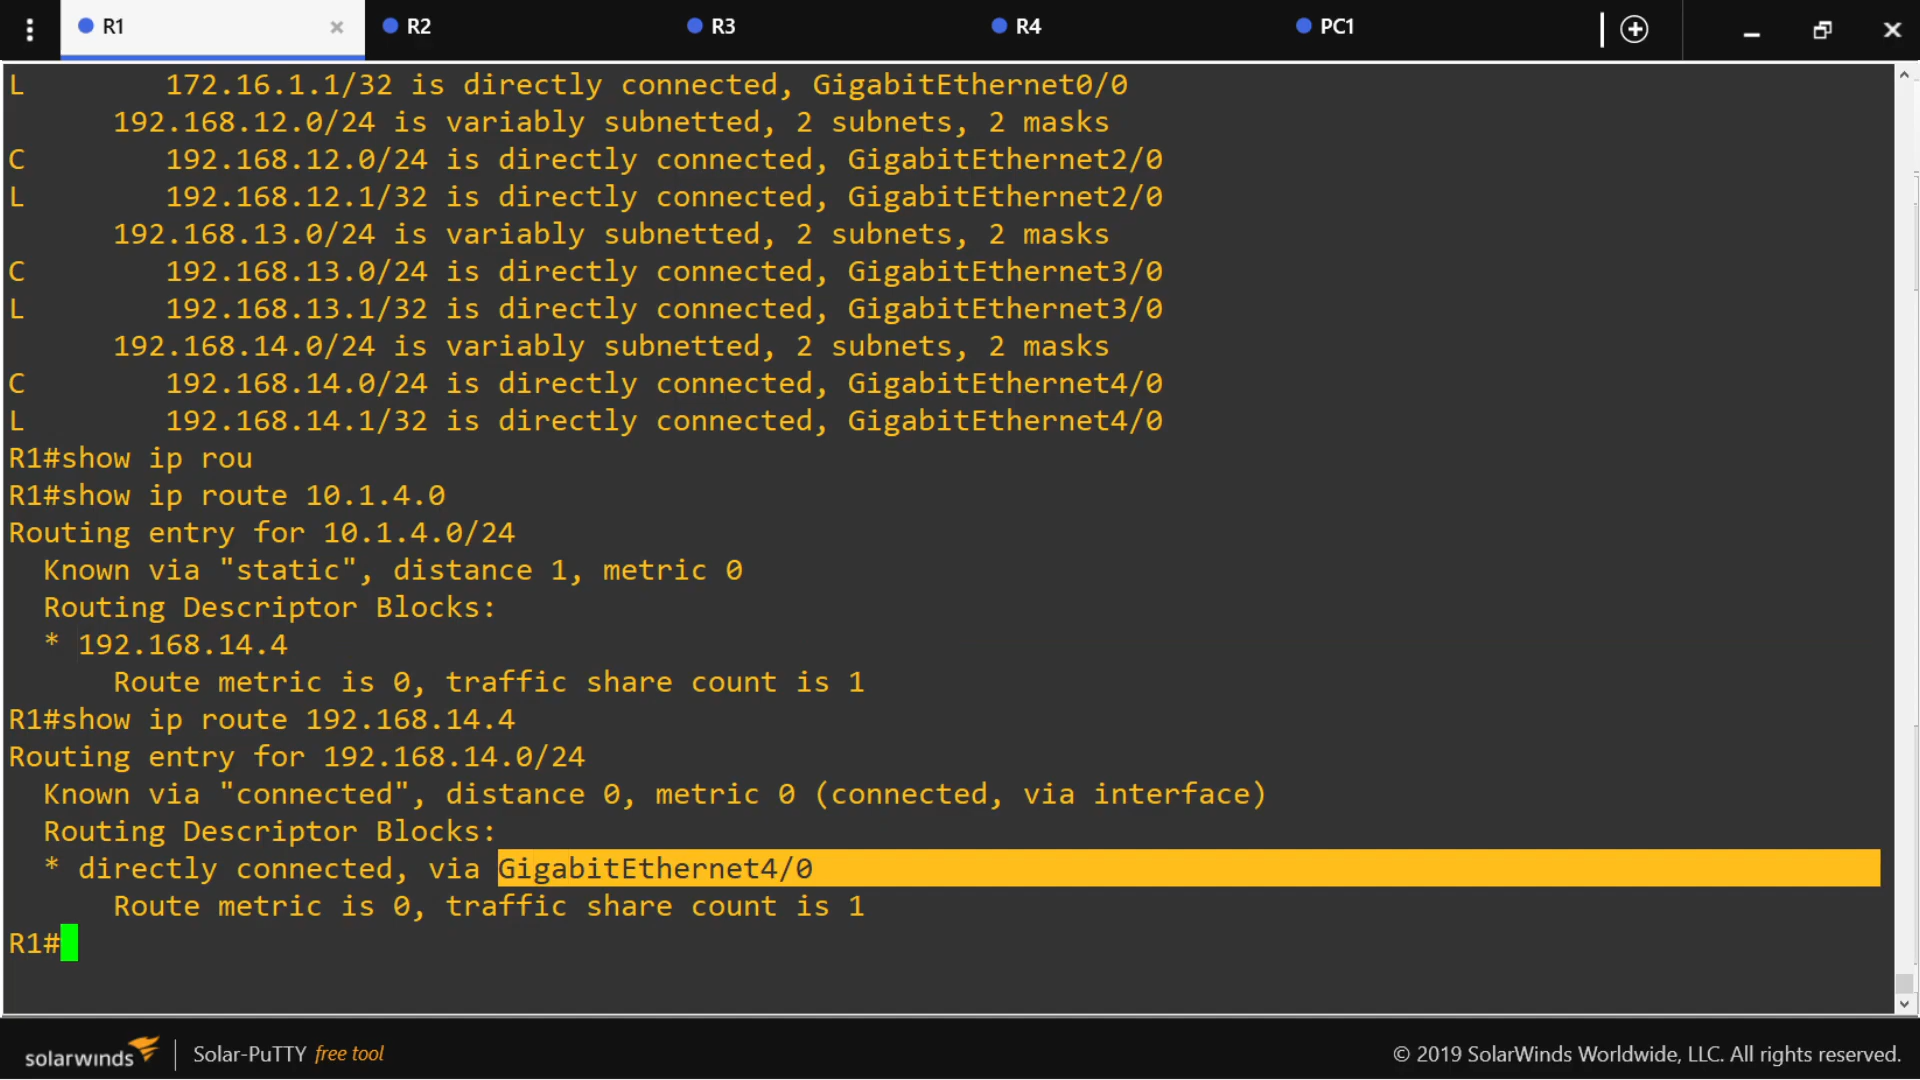 R1 R2 R3 R4 PC1
L 172.16.1.1/32 is directly connected, GigabitEthernet0/0
192.168.12.0/24 is variably subnetted, 2 subnets, 2 masks
C 192.168.12.0/24 is directly connected, GigabitEthernet2/0
L 192.168.12.1/32 is directly connected, GigabitEthernet2/0
192.168.13.0/24 is variably subnetted, 2 subnets, 2 masks
C 192.168.13.0/24 is directly connected, GigabitEthernet3/0
L 192.168.13.1/32 is directly connected, GigabitEthernet3/0
192.168.14.0/24 is variably subnetted, 2 subnets, 2 masks
C 192.168.14.0/24 is directly connected, GigabitEthernet4/0
L 192.168.14.1/32 is directly connected, GigabitEthernet4/0
R1#show ip rou
R1#show ip route 10.1.4.0
Routing entry for 10.1.4.0/24
Known via "static", distance 1, metric 0
Routing Descriptor Blocks:
* 192.168.14.4
Route metric is 0, traffic share count is 1
R1#show ip route 192.168.14.4
Routing entry for 192.168.14.0/24
Known via "connected", distance 0, metric 0 (connected, via interface)
Routing Descriptor Blocks:
* directly connected, via GigabitEthernet4/0
Route metric is 0, traffic share count is 1
R1#
solarwinds Solar-PuTTY free tool © 2019 SolarWinds Worldwide, LLC. All rights reserved.